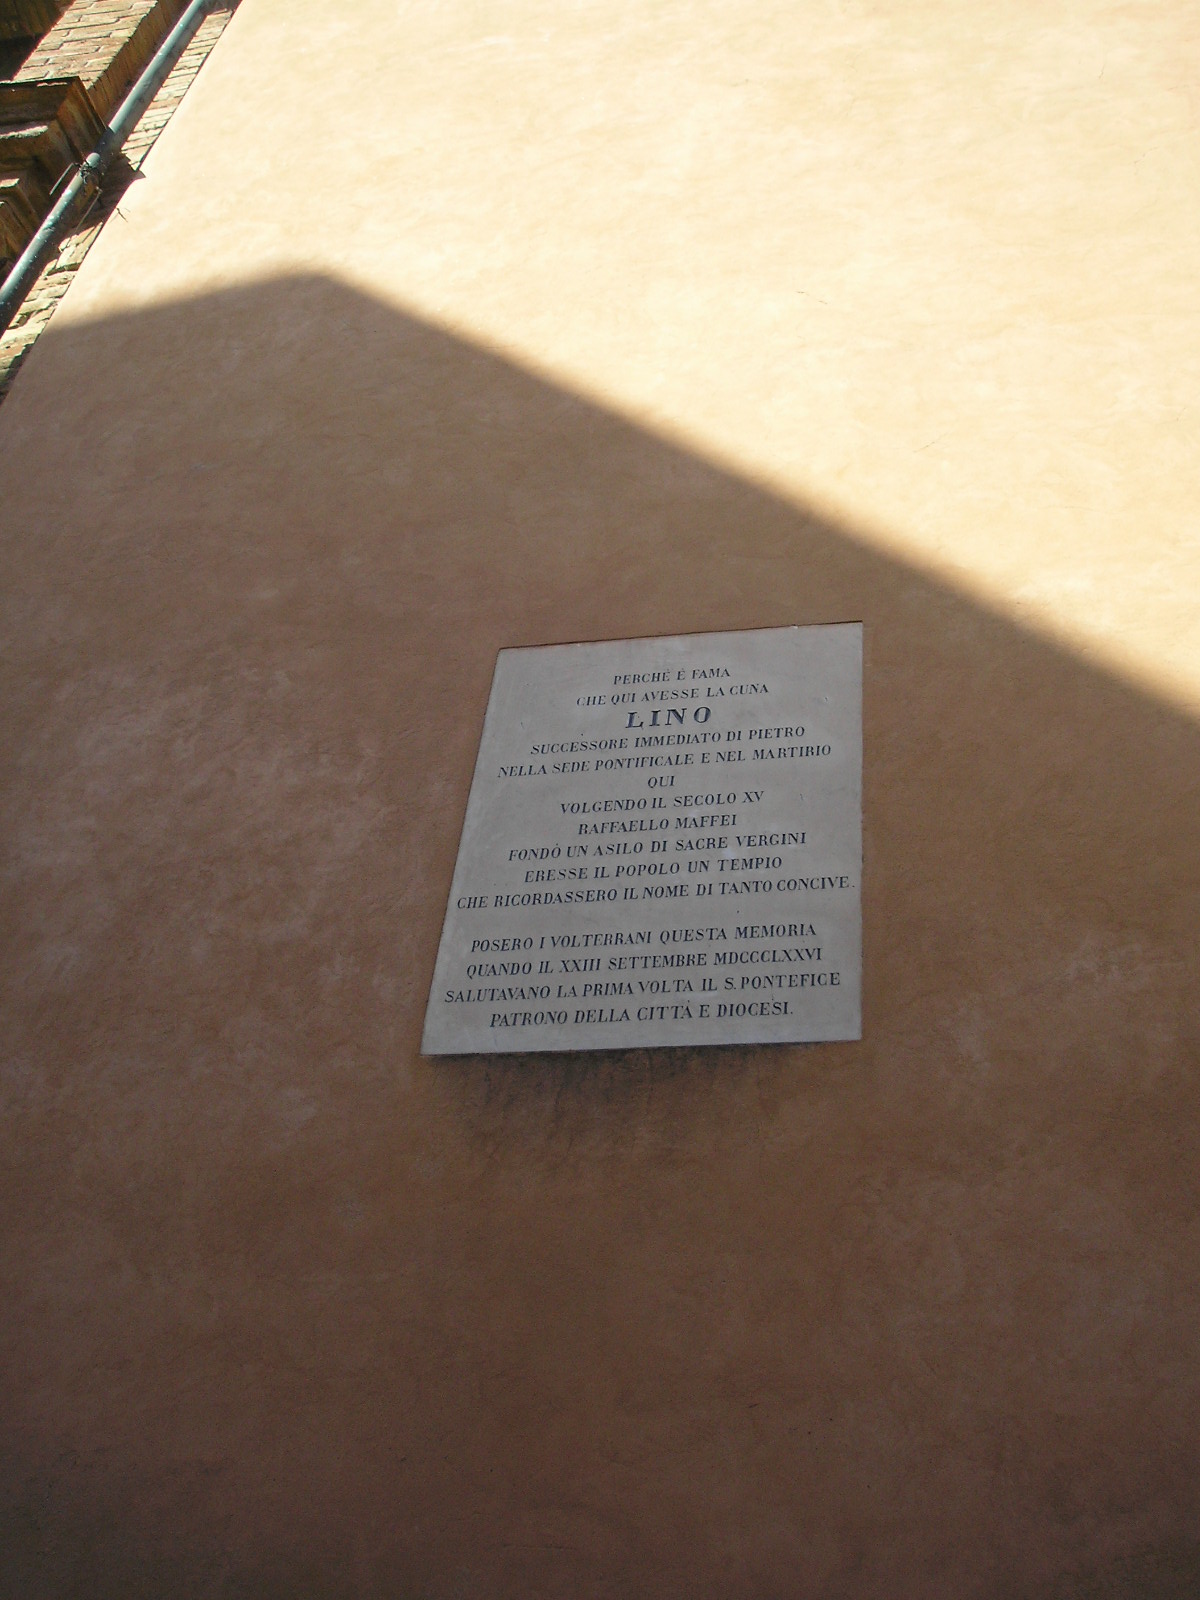 PERCHÈ È FAMA
CHE QUI AVESSE LA CUNA
LINO
SUCCESSORE IMMEDIATO DI PIETRO
NELLA SEDE PONTIFICALE E NEL MARTIRIO
QUI
VOLGENDO IL SECOLO XV
RAFFAELLO MAFFEI
FONDÒ UN ASILO DI SACRE VERGINI
ERESSE IL POPOLO UN TEMPIO
CHE RICORDASSERO IL NOME DI TANTO CONCIVE.
POSERO I VOLTERRANI QUESTA MEMORIA
QUANDO IL XXIII SETTEMBRE MDCCCLXXVI
SALUTAVANO LA PRIMA VOLTA IL S. PONTEFICE
PATRONO DELLA CITTÀ E DIOCESI.